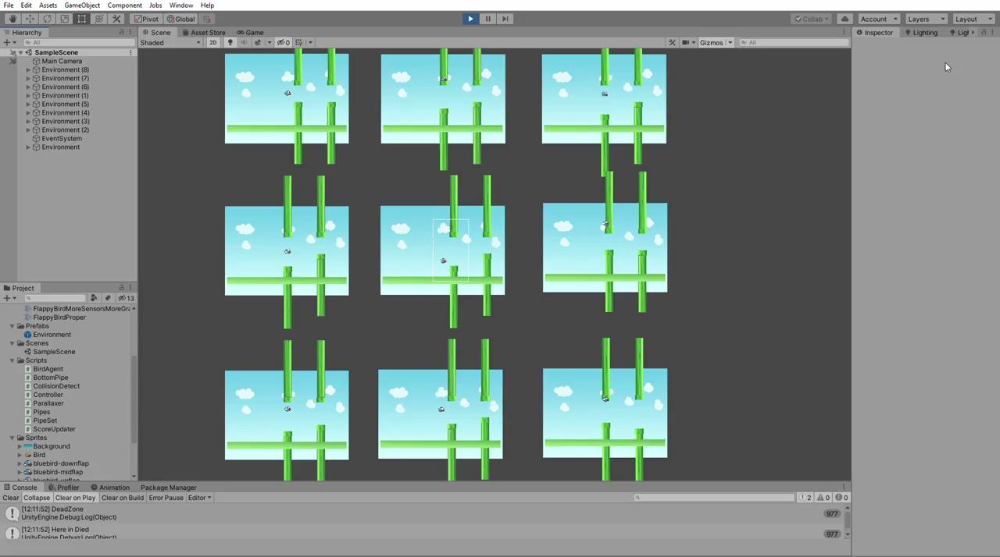 File Edit Assets GameObject Component Jobs Window Help
Pivot Global Collab Account Layers Layout
Hierarchy
All
SampleScene
Main Camera
Environment (8)
Environment (7)
Environment (6)
Environment (1)
Environment (5)
Environment (4)
Environment (3)
Environment (2)
EventSystem
Environment
Scene Asset Store Game
Shaded 2D 0 Gizmos All
Inspector Lighting
Project
13
FlappyBirdMoreSensorsMoreGra
FlappyBirdProper
Prefabs
Environment
Scenes
SampleScene
Scripts
BirdAgent
BottomPipe
CollisionDetect
Controller
Parallaxer
Pipes
PipeSet
ScoreUpdater
Sprites
Background
Bird
bluebird-downflap
bluebird-midflap
bluebird-upflap
Console Profiler Animation Package Manager
Clear Collapse Clear on Play Clear on Build Error Pause Editor 2 0 0
[12:11:52] DeadZone
UnityEngine.Debug:Log(Object)
977
[12:11:52] Here in Died
UnityEngine.Debug:Log(Object)
977